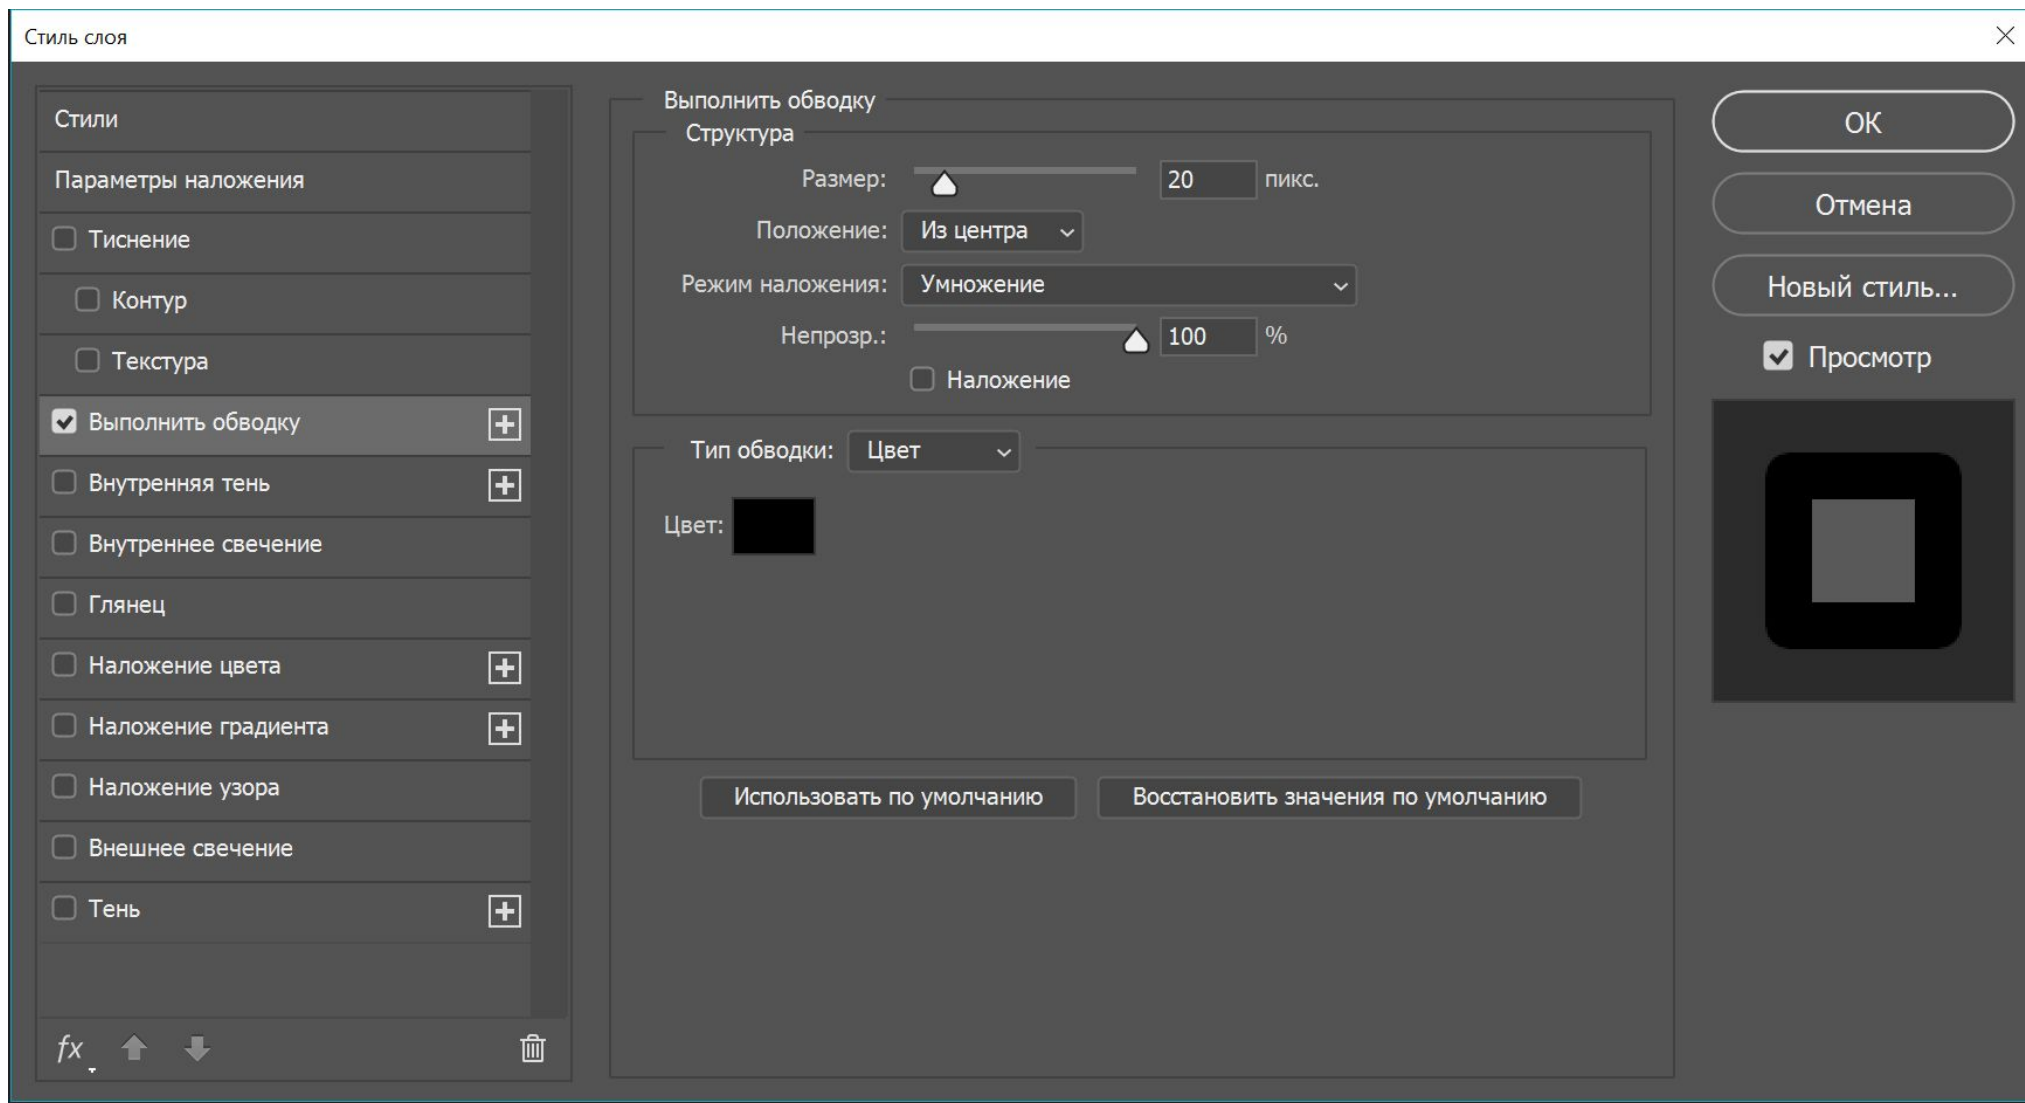 Стиль слоя
Стили
Параметры наложения
Тиснение
Контур
Текстура
Выполнить обводку
Внутренняя тень
Внутреннее свечение
Глянец
Наложение цвета
Наложение градиента
Наложение узора
Внешнее свечение
Тень
fx
Выполнить обводку
Структура
Размер: 20 пикс.
Положение: Из центра
Режим наложения: Умножение
Непрозр.: 100 %
Наложение
Тип обводки: Цвет
Цвет:
Использовать по умолчанию Восстановить значения по умолчанию
ОК
Отмена
Новый стиль...
Просмотр